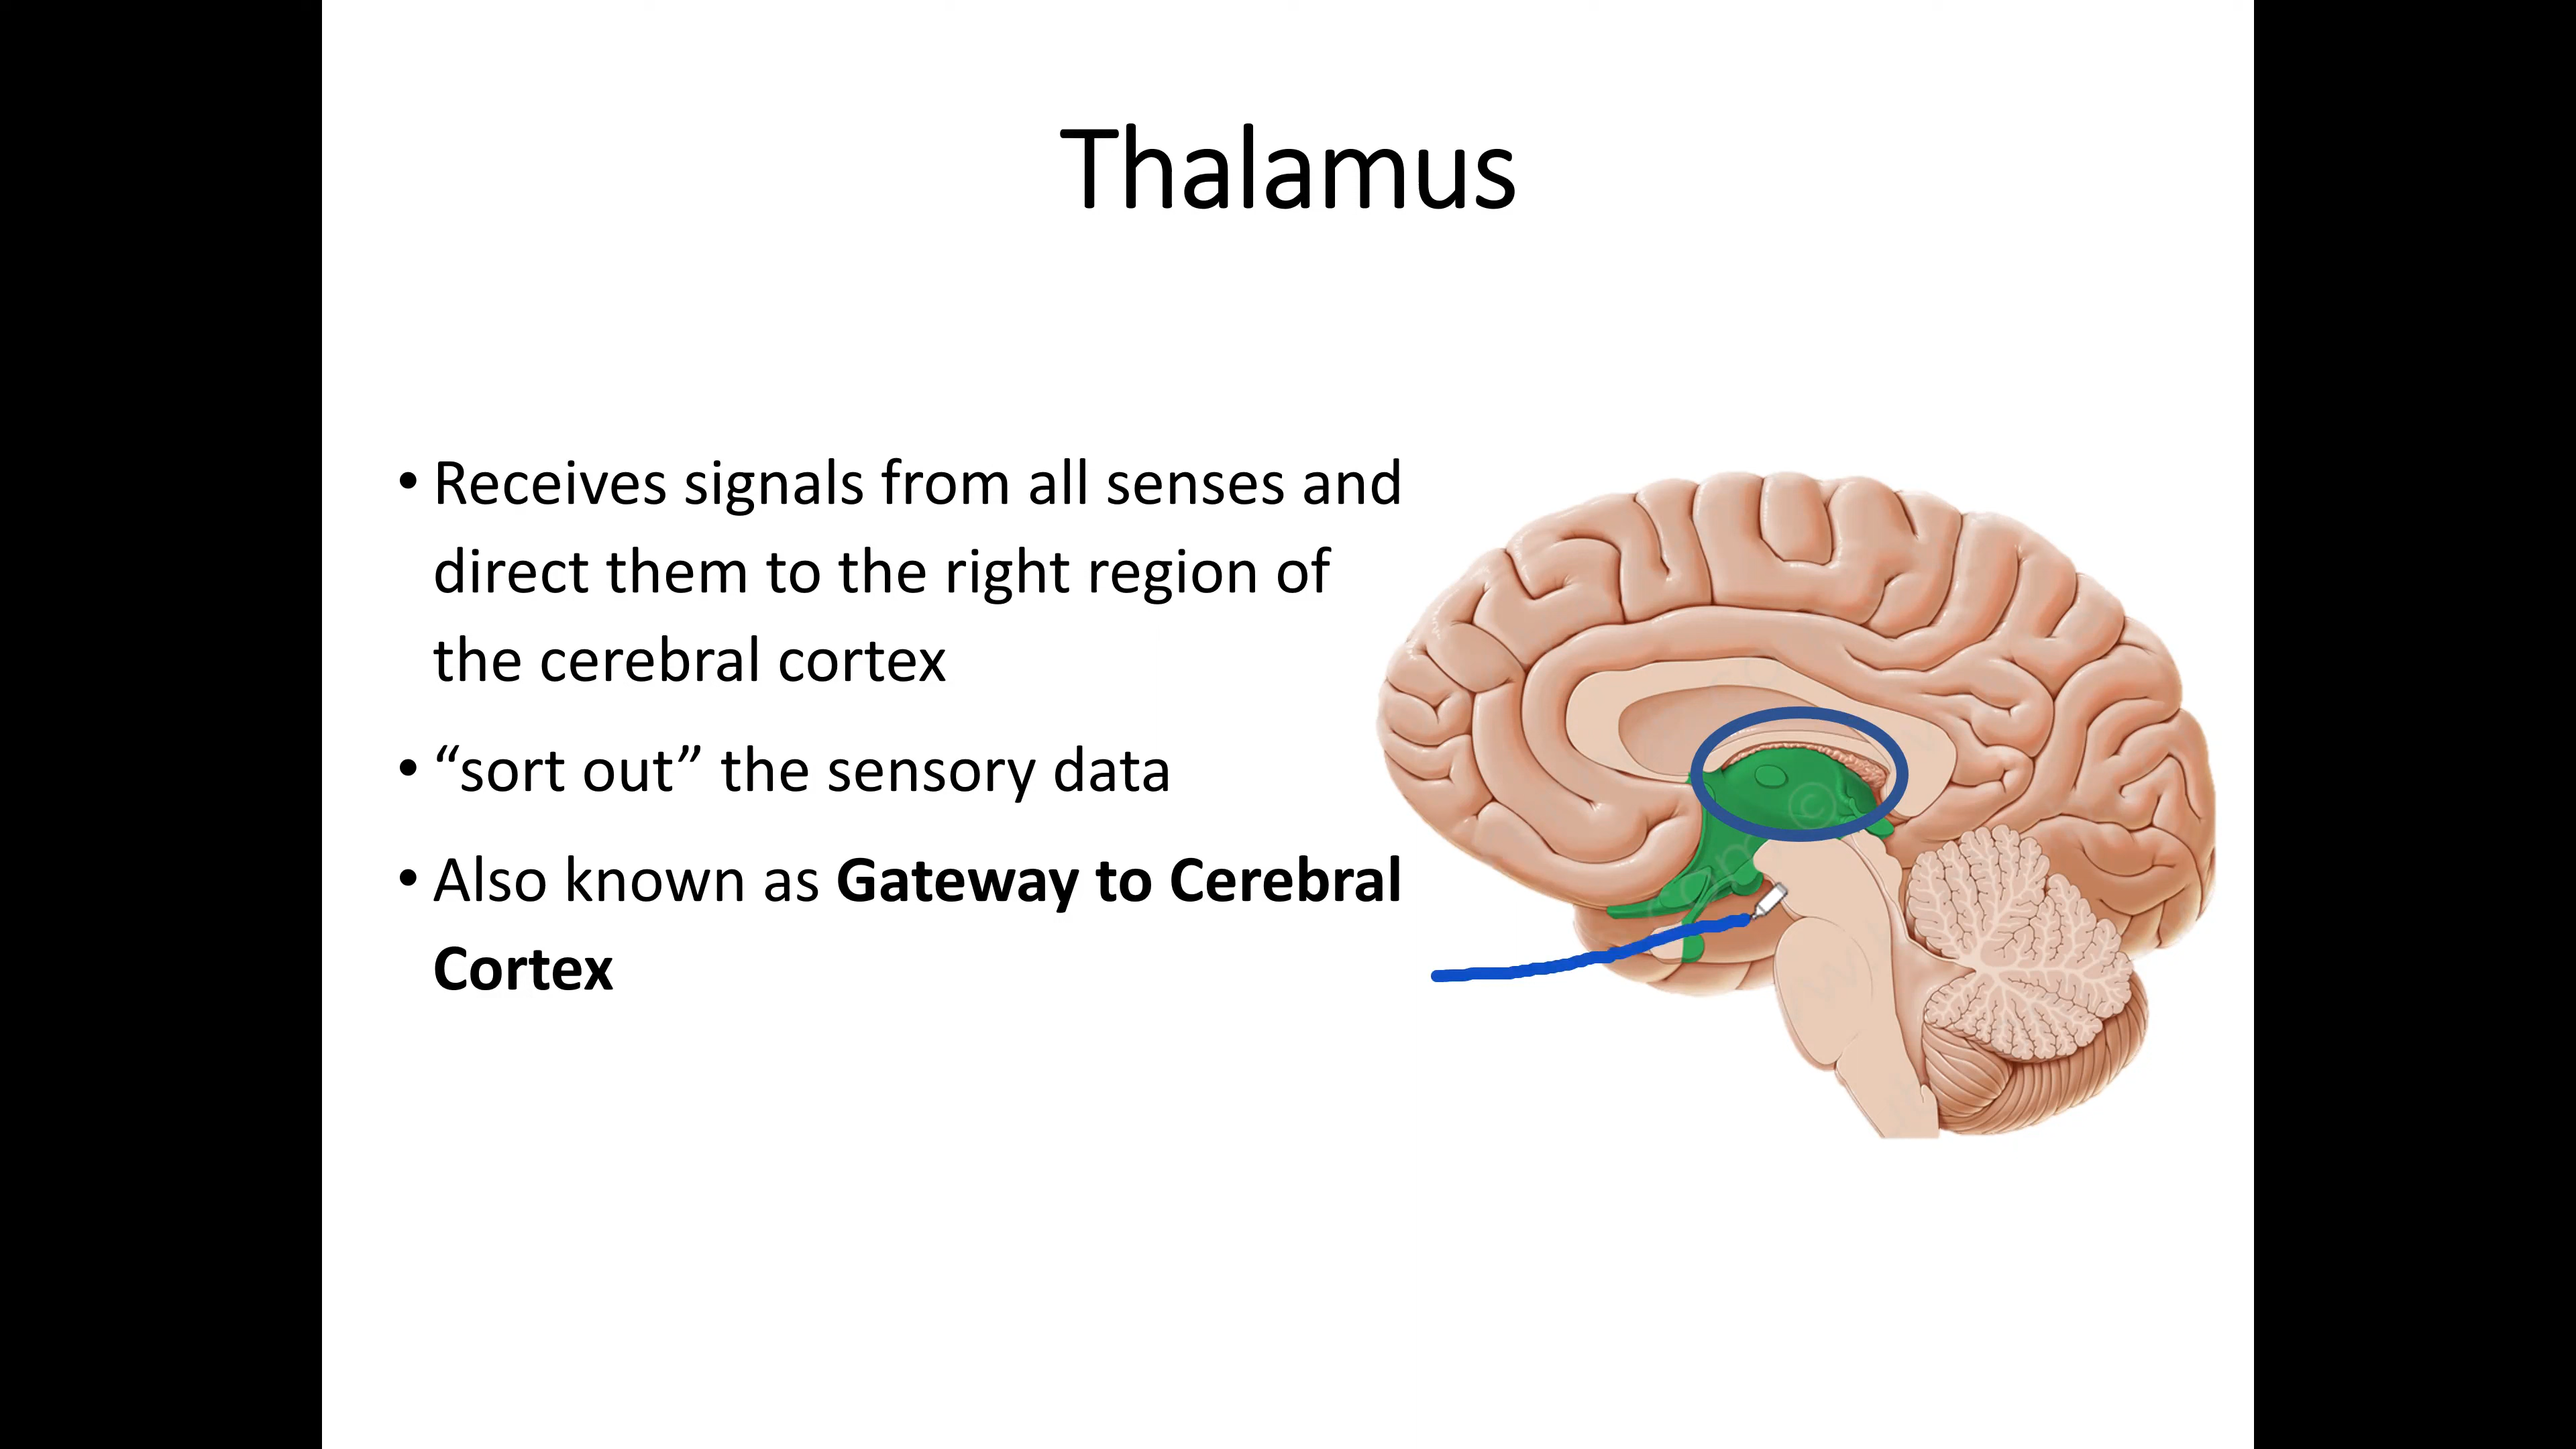 Thalamus
• Receives signals from all senses and
direct them to the right region of
the cerebral cortex
• “sort out” the sensory data
• Also known as Gateway to Cerebral
Cortex
©